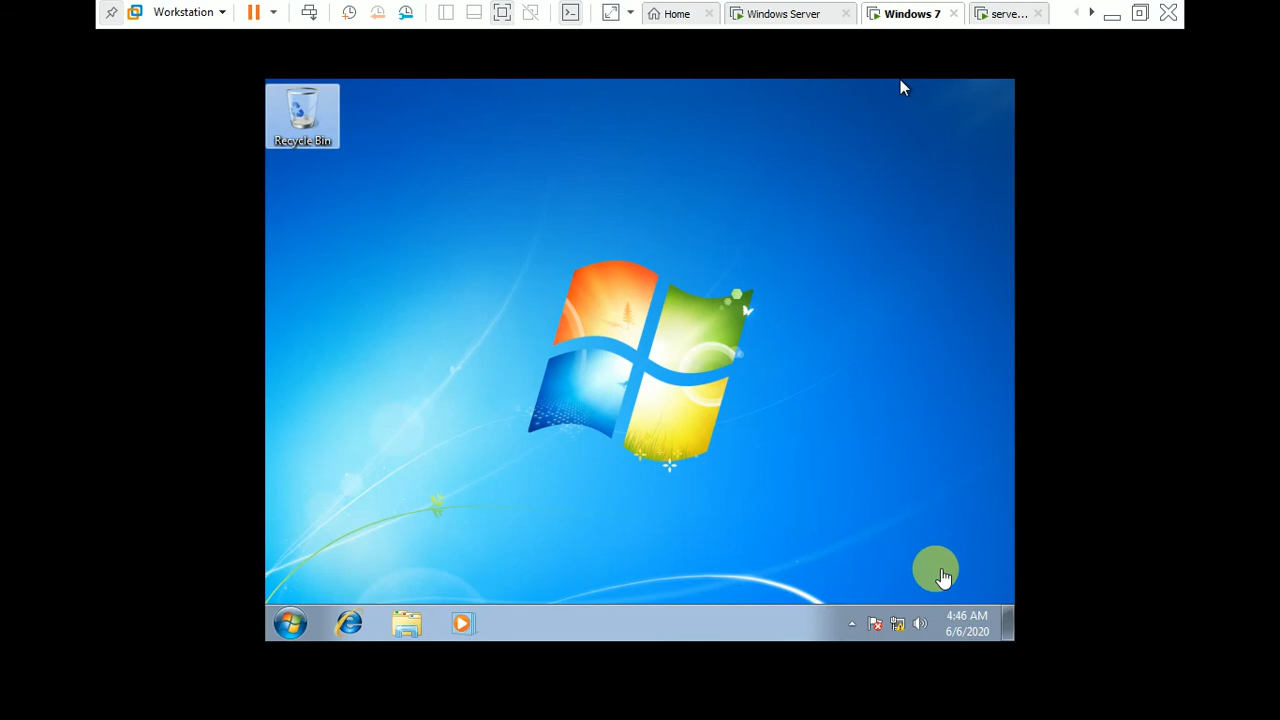 Workstation
Home
Windows Server
Windows 7
serve...
Recycle Bin
4:46 AM
6/6/2020